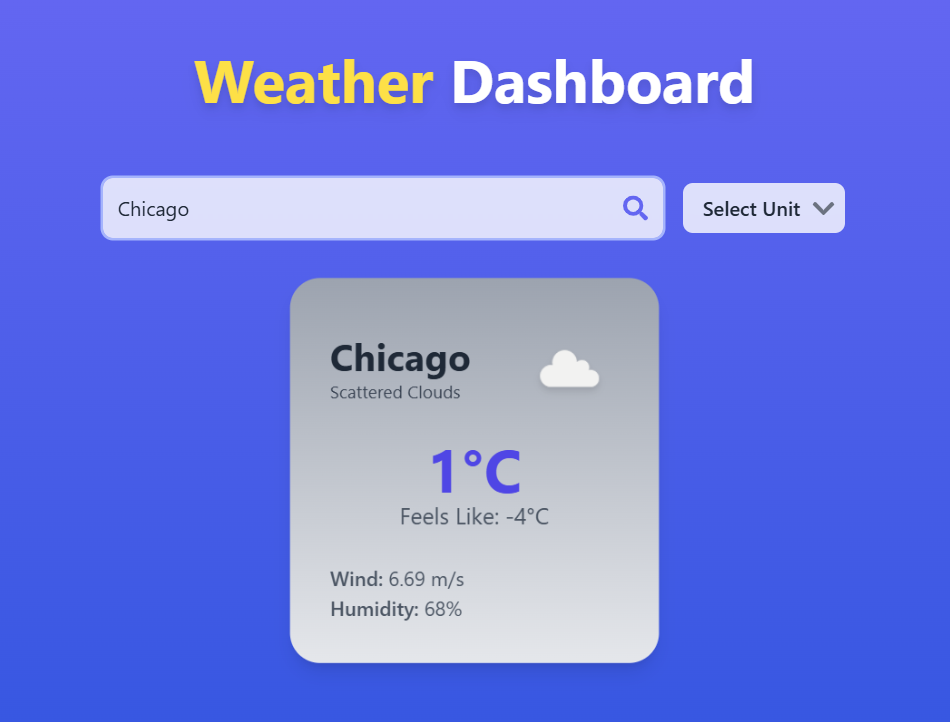 Weather Dashboard
Chicago
Select Unit
Chicago
Scattered Clouds
1°C
Feels Like: -4°C
Wind: 6.69 m/s
Humidity: 68%